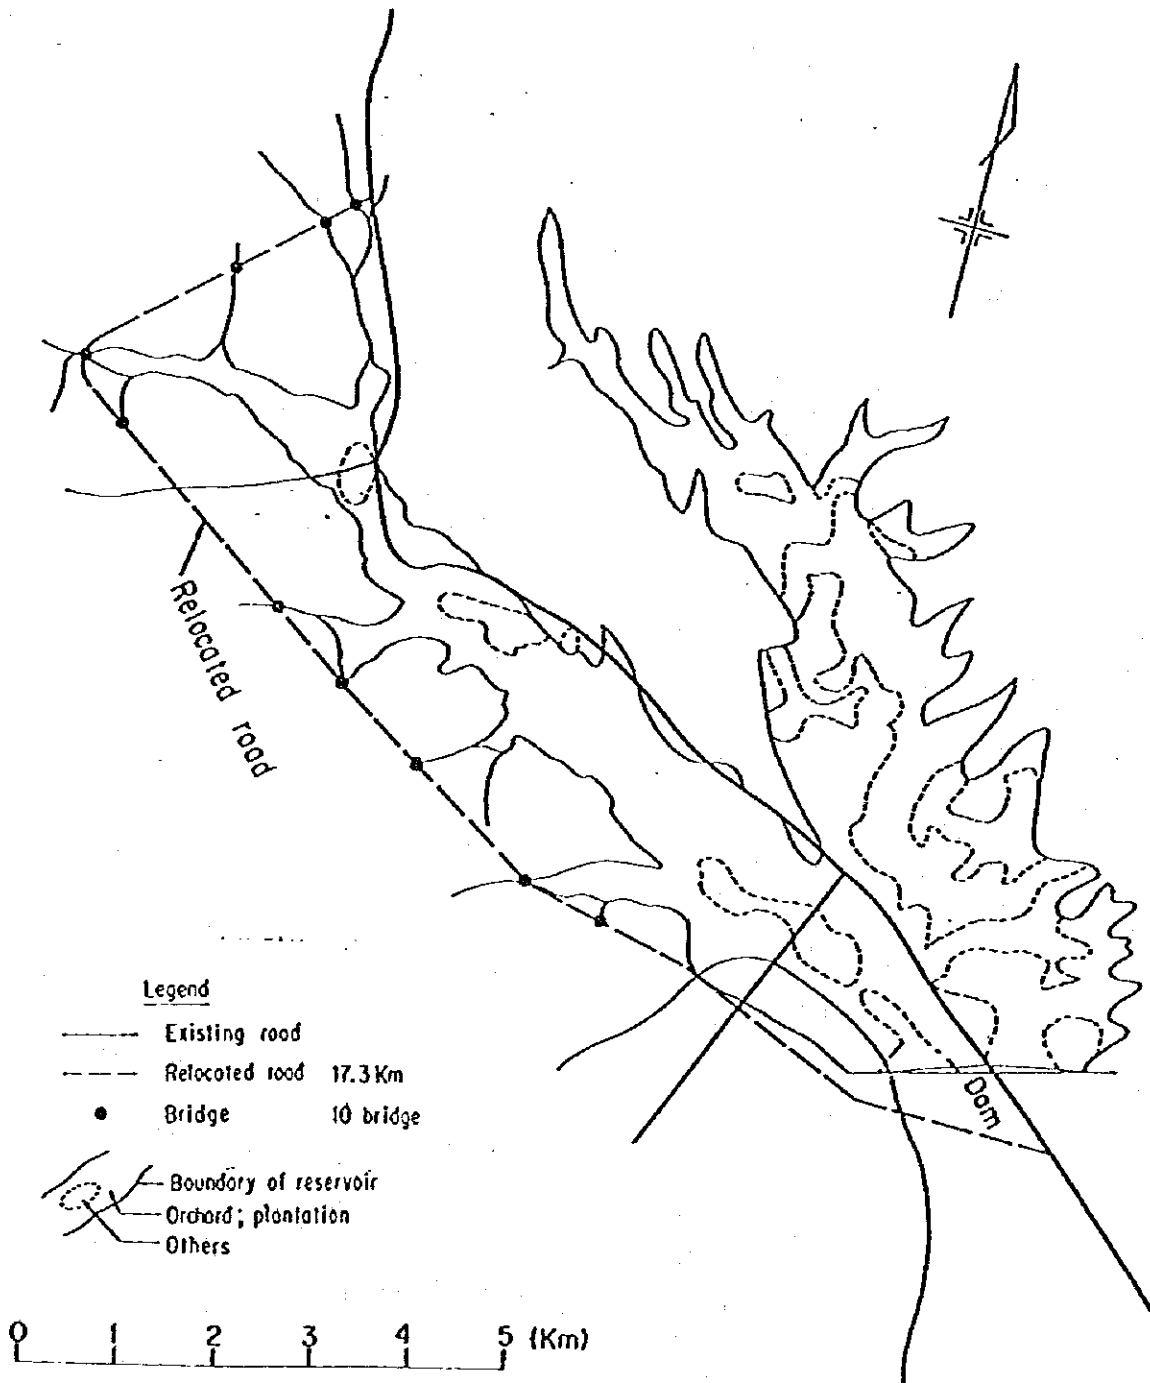 Relocated road
Dam
Legend
Existing road
Relocated road 17.3 Km
Bridge 10 bridge
Boundary of reservoir
Orchard; plantation
Others
0 1 2 3 4 5 (Km)